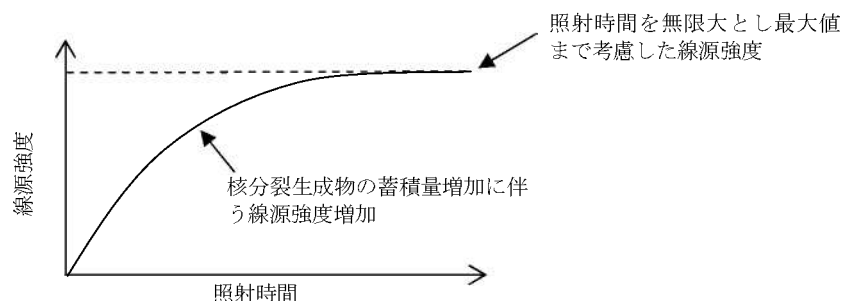 照射時間を無限大とし最大値
まで考慮した線源強度
線源強度
核分裂生成物の蓄積量増加に伴
う線源強度増加
照射時間